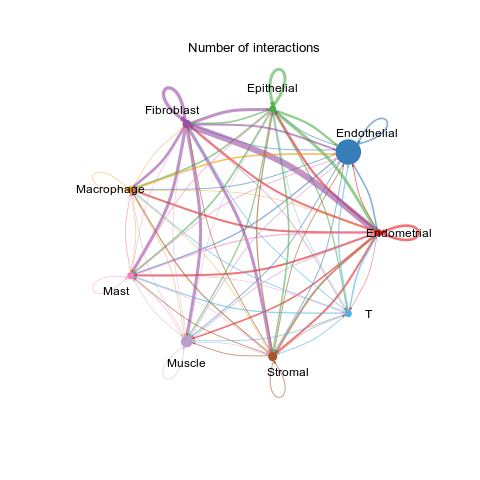 Number of interactions
Epithelial
Fibroblast
Endothelial
Macrophage
Endometrial
Mast
T
Muscle
Stromal